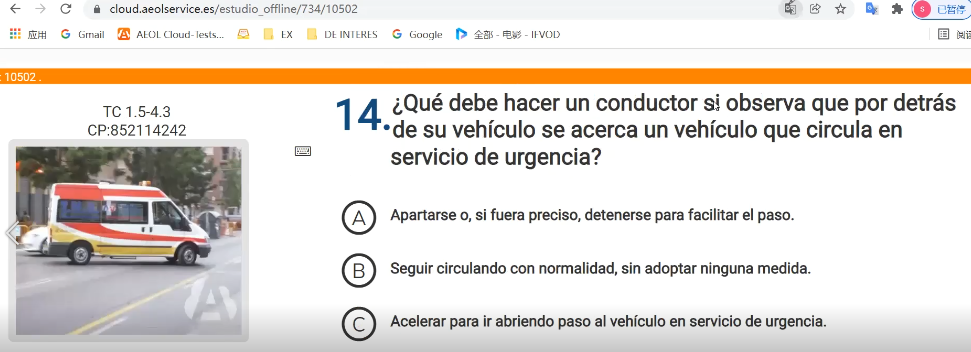 cloud.aeolservice.es/estudio_offline/734/10502
S 已暂停
应用 Gmail AEOL Cloud-Tests... EX DE INTERES Google 全部 - 电影 - IFVOD
: 10502 .
TC 1.5-4.3
CP:852114242
14. ¿Qué debe hacer un conductor si observa que por detrás
de su vehículo se acerca un vehículo que circula en
servicio de urgencia?
A Apartarse o, si fuera preciso, detenerse para facilitar el paso.
B Seguir circulando con normalidad, sin adoptar ninguna medida.
C Acelerar para ir abriendo paso al vehículo en servicio de urgencia.